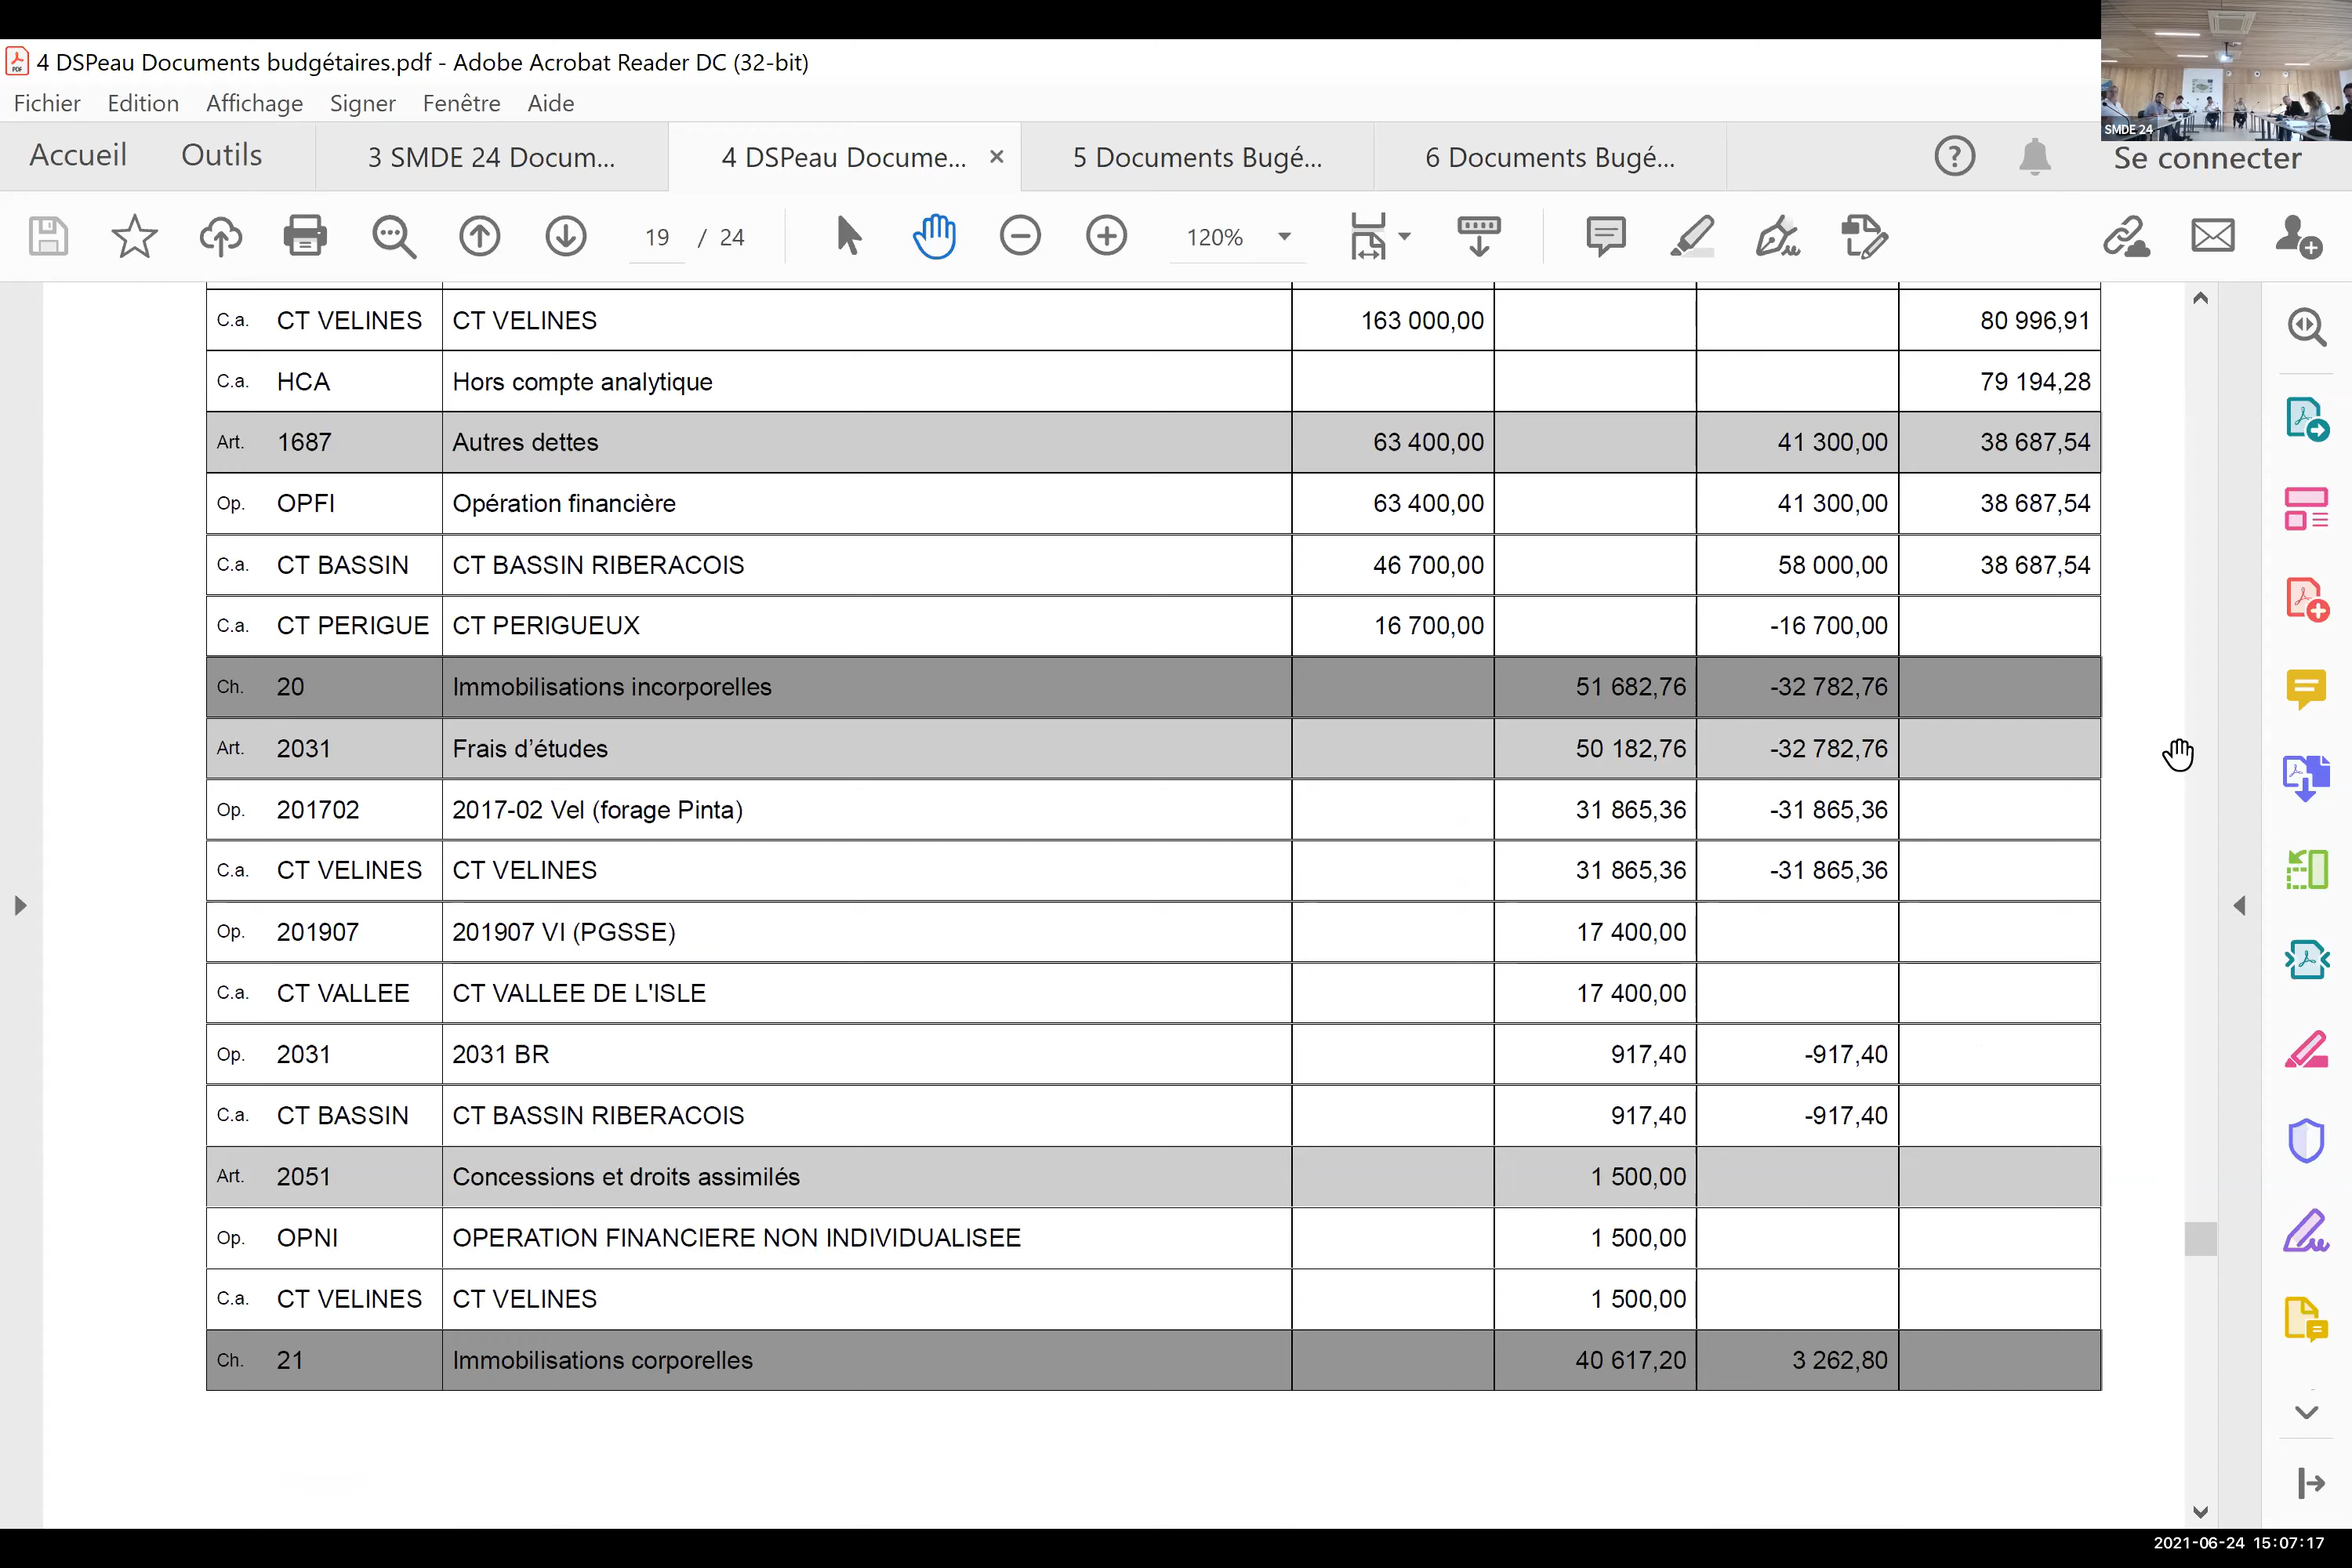 4 DSPeau Documents budgétaires.pdf - Adobe Acrobat Reader DC (32-bit)
Fichier Edition Affichage Signer Fenêtre Aide
Accueil Outils 3 SMDE 24 Docum... 4 DSPeau Docume... × 5 Documents Bugé... 6 Documents Bugé... Se connecter
SMDE 24
19 / 24 120%
C.a. CT VELINES CT VELINES 163 000,00 80 996,91
C.a. HCA Hors compte analytique 79 194,28
Art. 1687 Autres dettes 63 400,00 41 300,00 38 687,54
Op. OPFI Opération financière 63 400,00 41 300,00 38 687,54
C.a. CT BASSIN CT BASSIN RIBERACOIS 46 700,00 58 000,00 38 687,54
C.a. CT PERIGUE CT PERIGUEUX 16 700,00 -16 700,00
Ch. 20 Immobilisations incorporelles 51 682,76 -32 782,76
Art. 2031 Frais d’études 50 182,76 -32 782,76
Op. 201702 2017-02 Vel (forage Pinta) 31 865,36 -31 865,36
C.a. CT VELINES CT VELINES 31 865,36 -31 865,36
Op. 201907 201907 VI (PGSSE) 17 400,00
C.a. CT VALLEE CT VALLEE DE L'ISLE 17 400,00
Op. 2031 2031 BR 917,40 -917,40
C.a. CT BASSIN CT BASSIN RIBERACOIS 917,40 -917,40
Art. 2051 Concessions et droits assimilés 1 500,00
Op. OPNI OPERATION FINANCIERE NON INDIVIDUALISEE 1 500,00
C.a. CT VELINES CT VELINES 1 500,00
Ch. 21 Immobilisations corporelles 40 617,20 3 262,80
2021-06-24 15:07:17